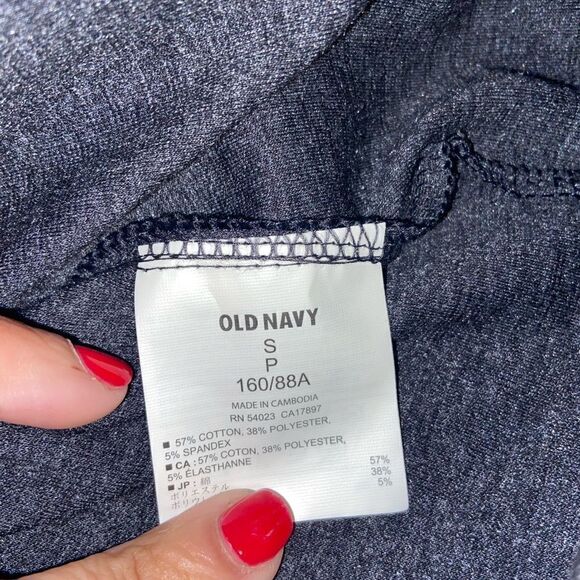 OLD NAVY
S
P
160/88A
MADE IN CAMBODIA
RN 54023 CA17897
■ 57% COTTON, 38% POLYESTER,
5% SPANDEX
■ CA : 57% COTON, 38% POLYESTER,
5% ÉLASTHANNE
■ JP : 綿 57%
ポリエステル 38%
5%